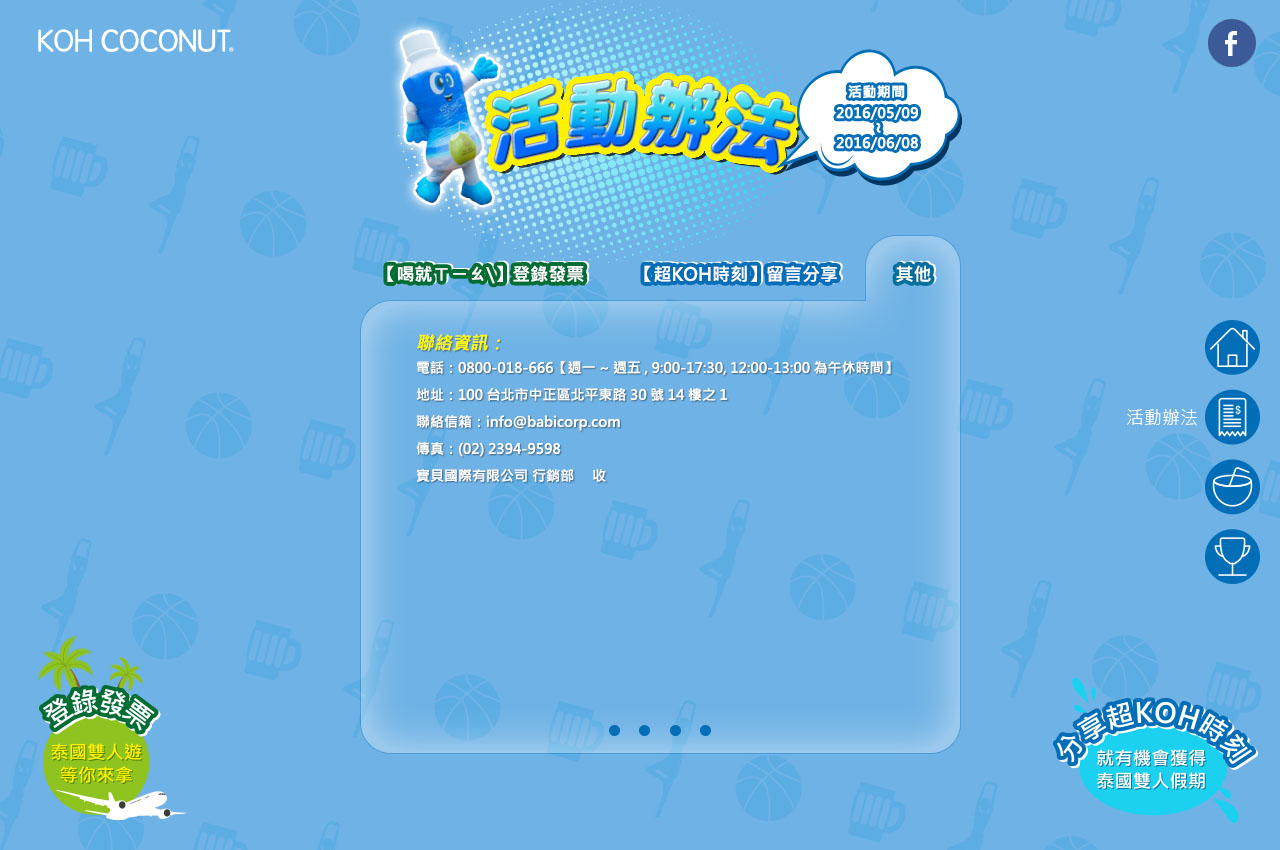 KOH COCONUT®
活動辦法
活動期間
2016/05/09
~
2016/06/08
【喝就ㄒㄧㄠˋ】登錄發票
【超KOH時刻】留言分享
其他
聯絡資訊：
電話：0800-018-666【週一 ~ 週五 , 9:00-17:30, 12:00-13:00 為午休時間】
地址：100 台北市中正區北平東路 30 號 14 樓之 1
聯絡信箱：info@babicorp.com
傳真：(02) 2394-9598
寶貝國際有限公司 行銷部　收
活動辦法
登錄發票
泰國雙人遊
等你來拿
分享超KOH時刻
就有機會獲得
泰國雙人假期